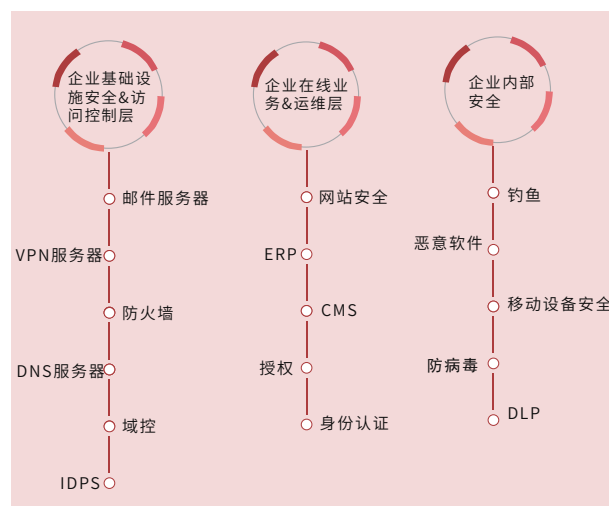 企业基础设
施安全&访
问控制层
邮件服务器
VPN服务器
防火墙
DNS服务器
域控
IDPS
企业在线业
务&运维层
网站安全
ERP
CMS
授权
身份认证
企业内部
安全
钓鱼
恶意软件
移动设备安全
防病毒
DLP